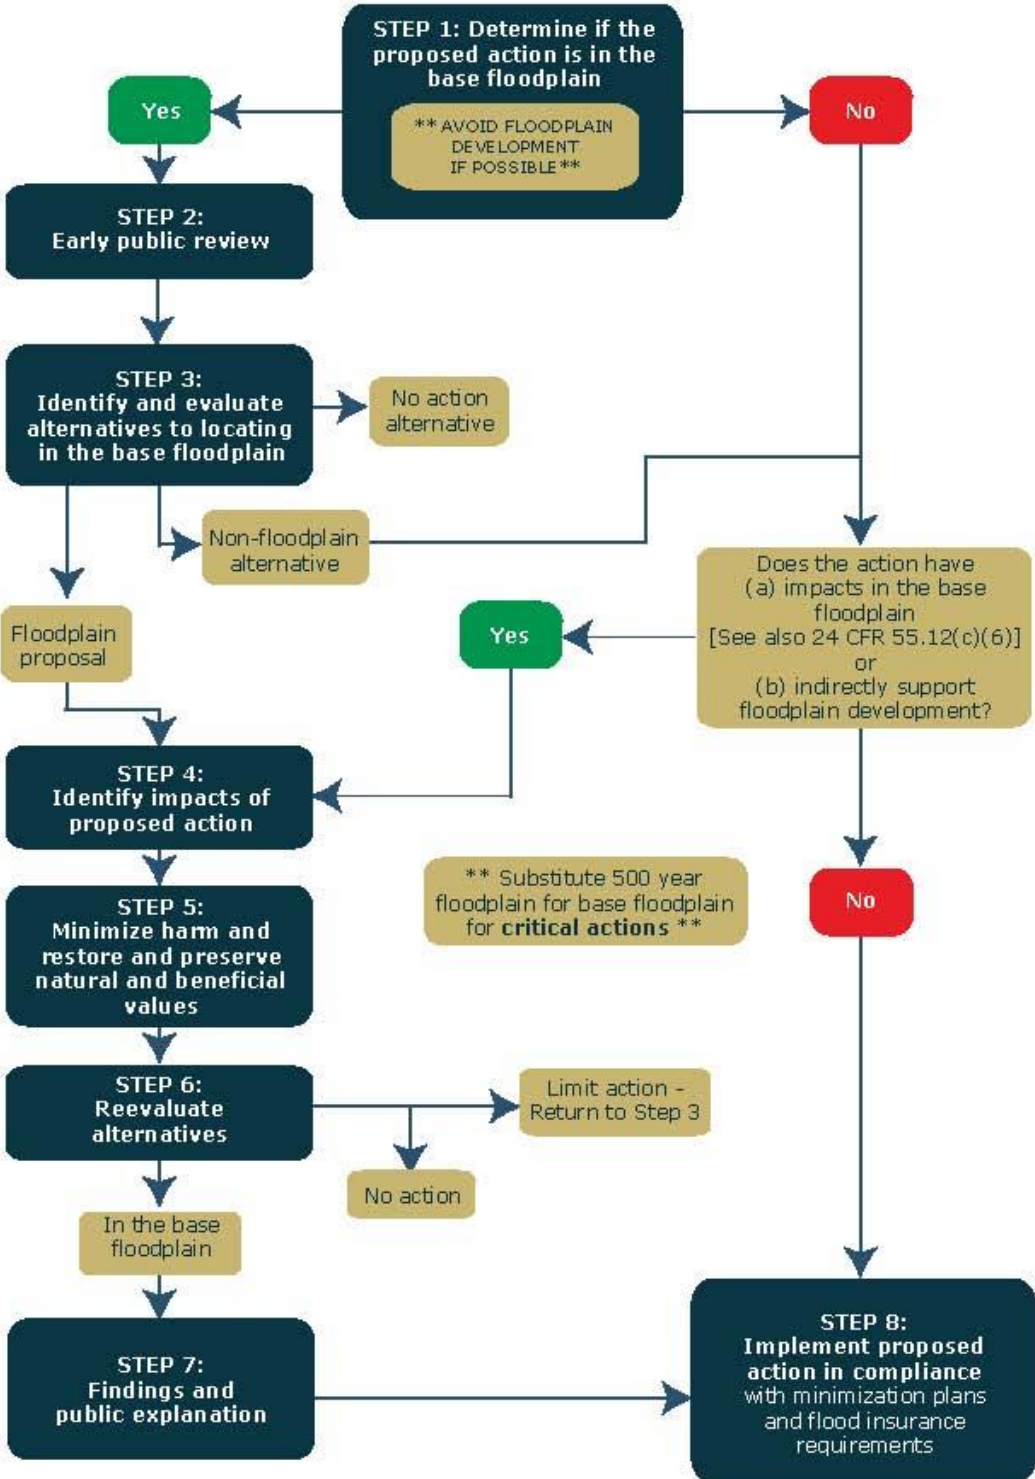 STEP 1: Determine if the
proposed action is in the
base floodplain
** AVOID FLOODPLAIN
DEVELOPMENT
IF POSSIBLE **
Yes
No
STEP 2:
Early public review
STEP 3:
Identify and evaluate
alternatives to locating
in the base floodplain
No action
alternative
Non-floodplain
alternative
Floodplain
proposal
Does the action have
(a) impacts in the base
floodplain
[See also 24 CFR 55.12(c)(6)]
or
(b) indirectly support
floodplain development?
Yes
STEP 4:
Identify impacts of
proposed action
** Substitute 500 year
floodplain for base floodplain
for critical actions **
No
STEP 5:
Minimize harm and
restore and preserve
natural and beneficial
values
STEP 6:
Reevaluate
alternatives
Limit action -
Return to Step 3
No action
In the base
floodplain
STEP 7:
Findings and
public explanation
STEP 8:
Implement proposed
action in compliance
with minimization plans
and flood insurance
requirements